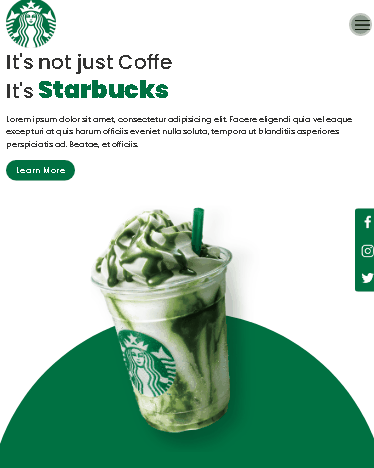 It's not just Coffe
It's Starbucks
Lorem ipsum dolor sit amet, consectetur adipisicing elit. Facere eligendi quia vel eaque
excepturi at quis harum officiis eveniet nulla soluta, tempora ut blanditiis asperiores
perspiciatis ad. Beatae, et officiis.
Learn More